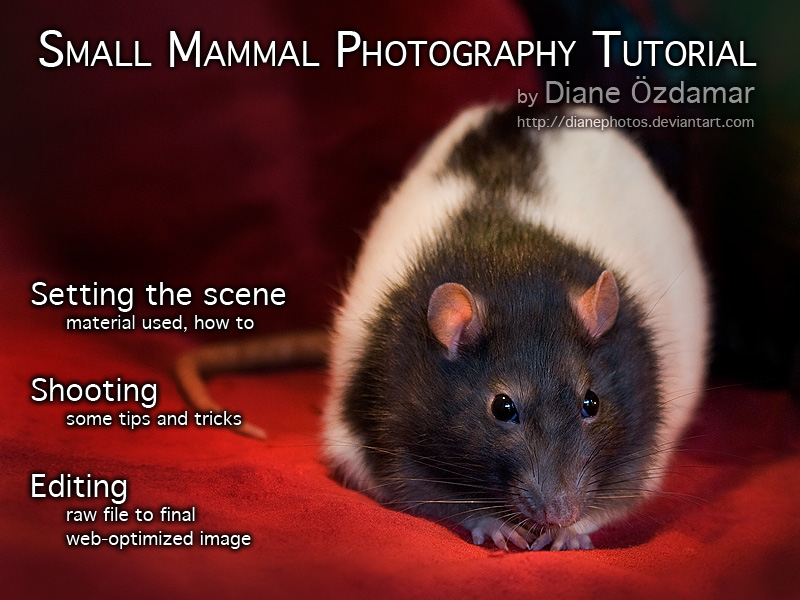 Small Mammal Photography Tutorial
by Diane Özdamar
http://dianephotos.deviantart.com
Setting the scene
material used, how to
Shooting
some tips and tricks
Editing
raw file to final
web-optimized image